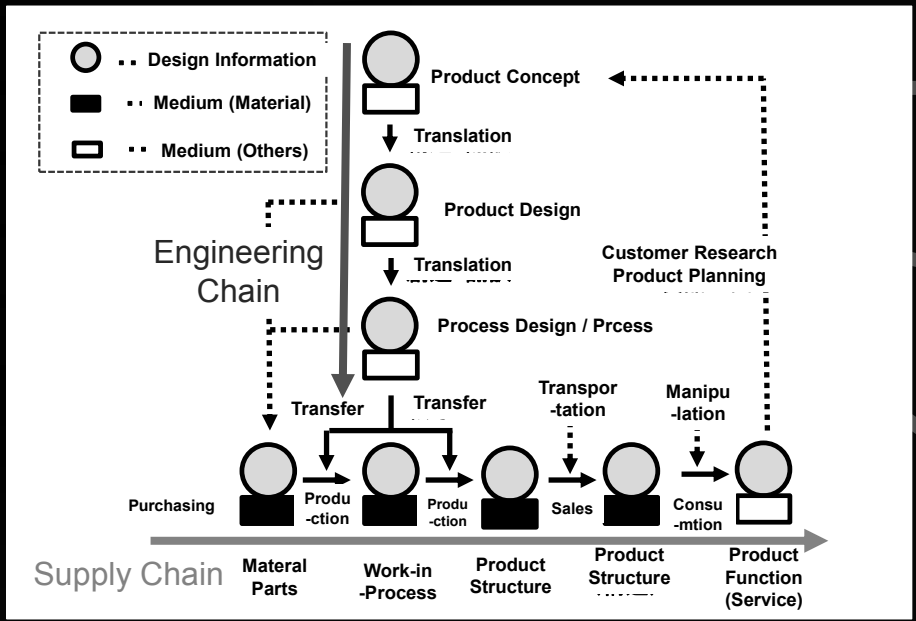 Design Information
Medium (Material)
Medium (Others)
Product Concept
Translation
Product Design
Engineering
Chain
Translation
Customer Research
Product Planning
Process Design / Prcess
Transfer
Transfer
Transpor
-tation
Manipu
-lation
Purchasing
Produ
-ction
Produ
-ction
Sales
Consu
-mtion
Supply Chain
Materal
Parts
Work-in
-Process
Product
Structure
Product
Structure
Product
Function
(Service)